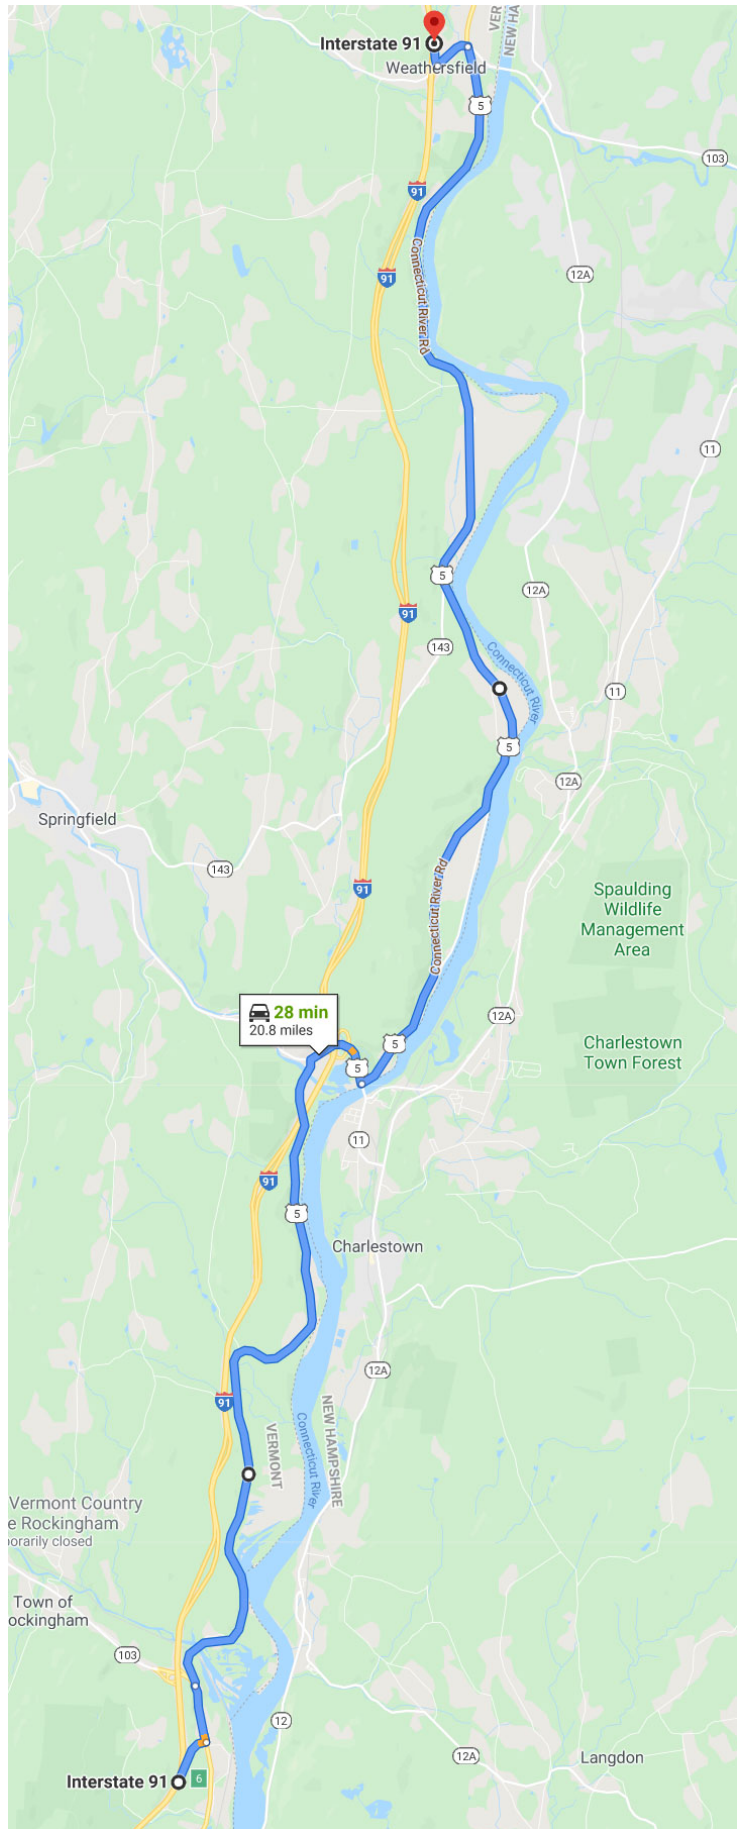 VER
NEW HA
Interstate 91
Weathersfield
5
103
91
12A
91
Connecticut River Rd
11
5
12A
91
143
Connecticut River
11
5
12A
Springfield
143
91
Connecticut River Rd
Spaulding
Wildlife
Management
Area
28 min
20.8 miles
12A
5
Charlestown
Town Forest
5
11
91
5
Charlestown
12A
91
VERMONT
Connecticut River
NEW HAMPSHIRE
Vermont Country
e Rockingham
porarily closed
Town of
ockingham
103
12
12A
Langdon
Interstate 91
6